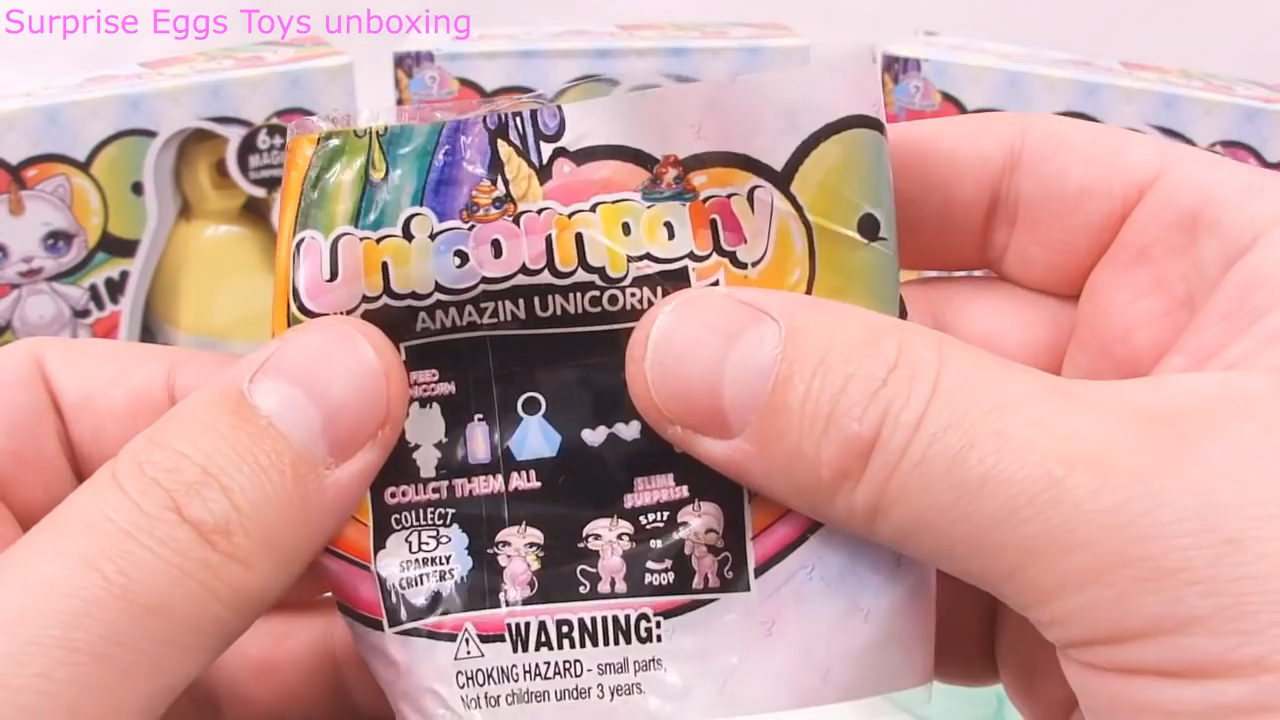 Surprise Eggs Toys unboxing
6+
Unicornpony
AMAZIN UNICORN
FEED
COLLCT THEM ALL
COLLECT
15+
SPARKLY
CRITTERS
SLIME
SURPRISE
SPIT
OR
POOP
WARNING:
CHOKING HAZARD - small parts,
Not for children under 3 years.